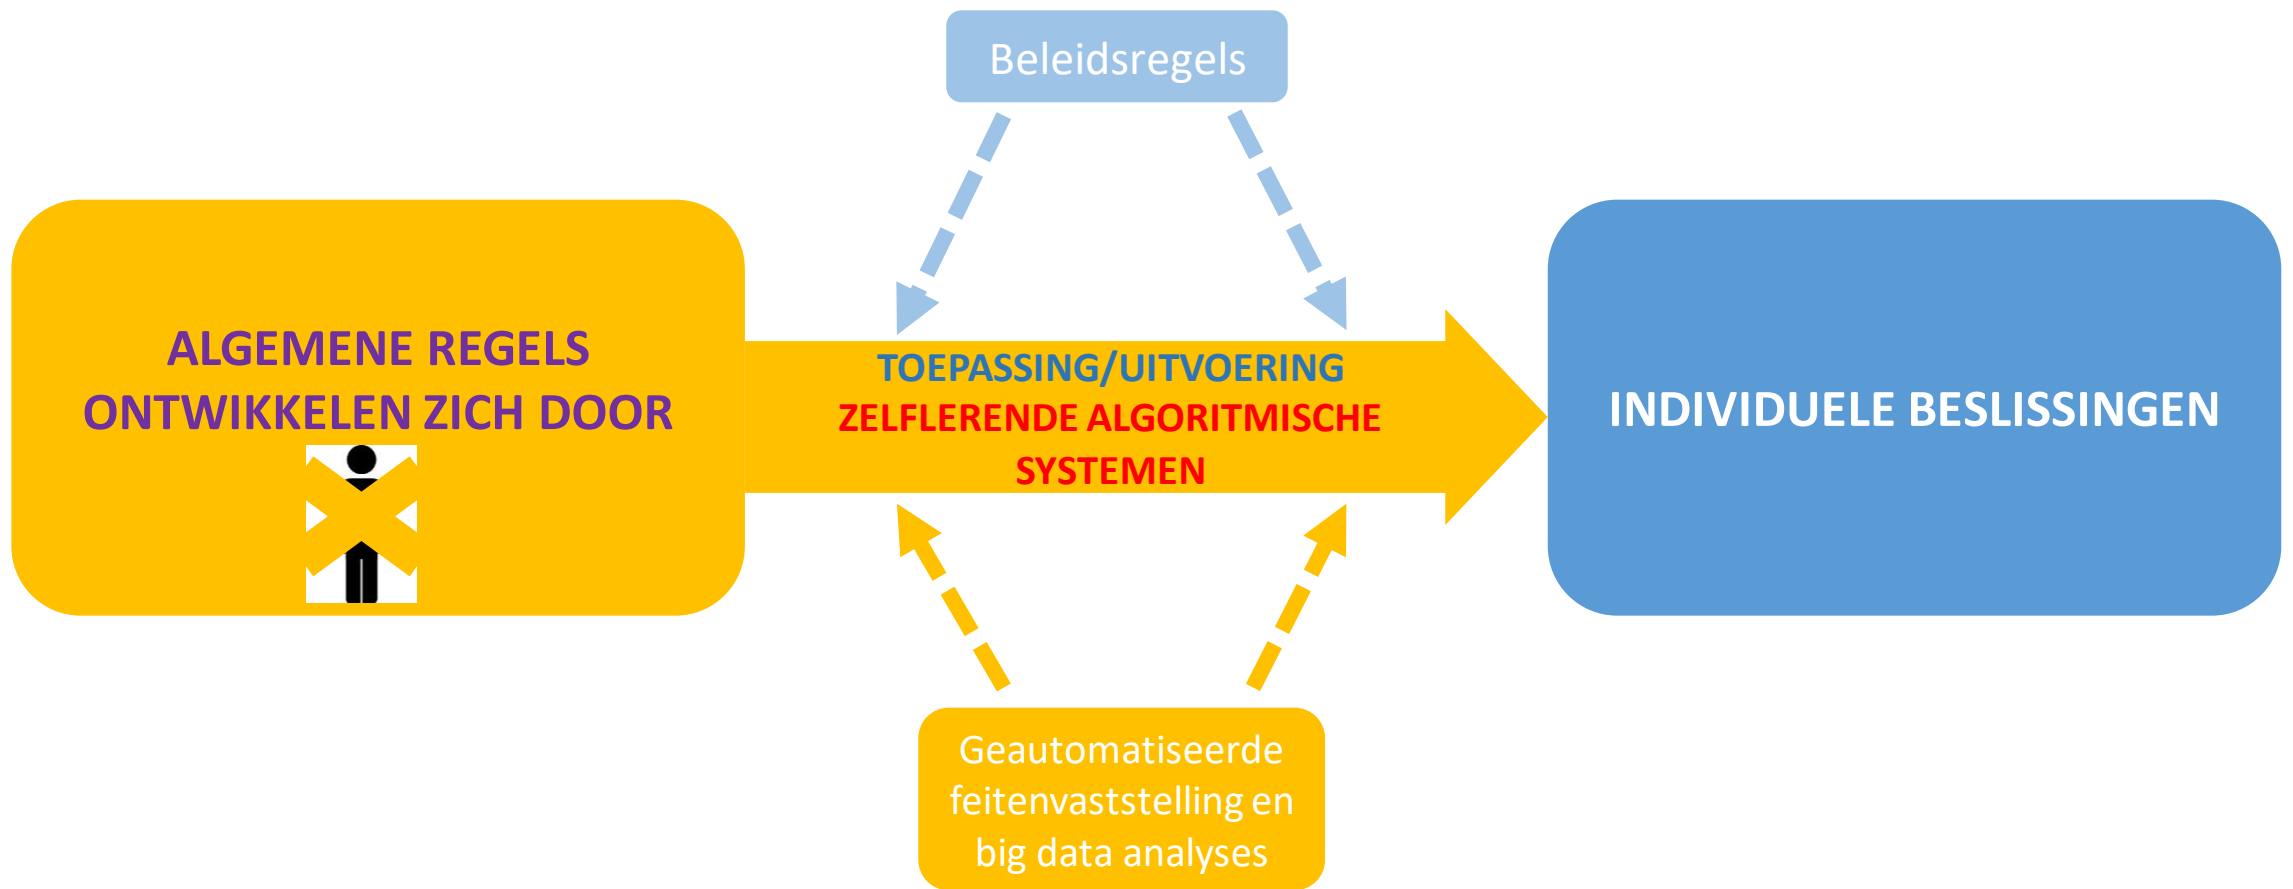 Beleidsregels
ALGEMENE REGELS
ONTWIKKELEN ZICH DOOR
TOEPASSING/UITVOERING
ZELFLERENDE ALGORITMISCHE
SYSTEMEN
INDIVIDUELE BESLISSINGEN
Geautomatiseerde
feitenvaststelling en
big data analyses